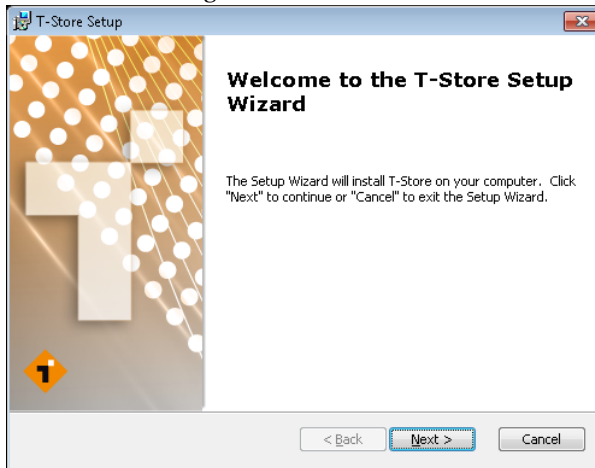 T-Store Setup
Welcome to the T-Store Setup
Wizard
The Setup Wizard will install T-Store on your computer. Click
"Next" to continue or "Cancel" to exit the Setup Wizard.
< Back Next > Cancel